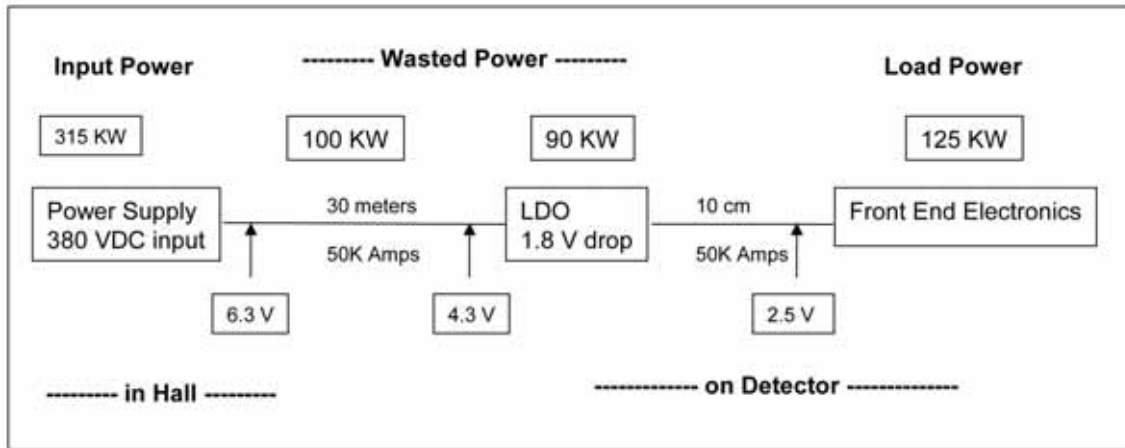 Input Power
--------- Wasted Power ---------
Load Power
315 KW
100 KW
90 KW
125 KW
Power Supply
380 VDC input
30 meters
50K Amps
LDO
1.8 V drop
10 cm
50K Amps
Front End Electronics
6.3 V
4.3 V
2.5 V
--------- in Hall ---------
------------- on Detector --------------